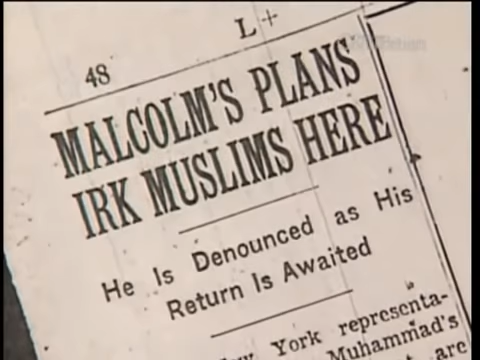 L+
48
MALCOLM'S PLANS
IRK MUSLIMS HERE
He Is Denounced as His
Return Is Awaited
York representa-
Muhammad's
are